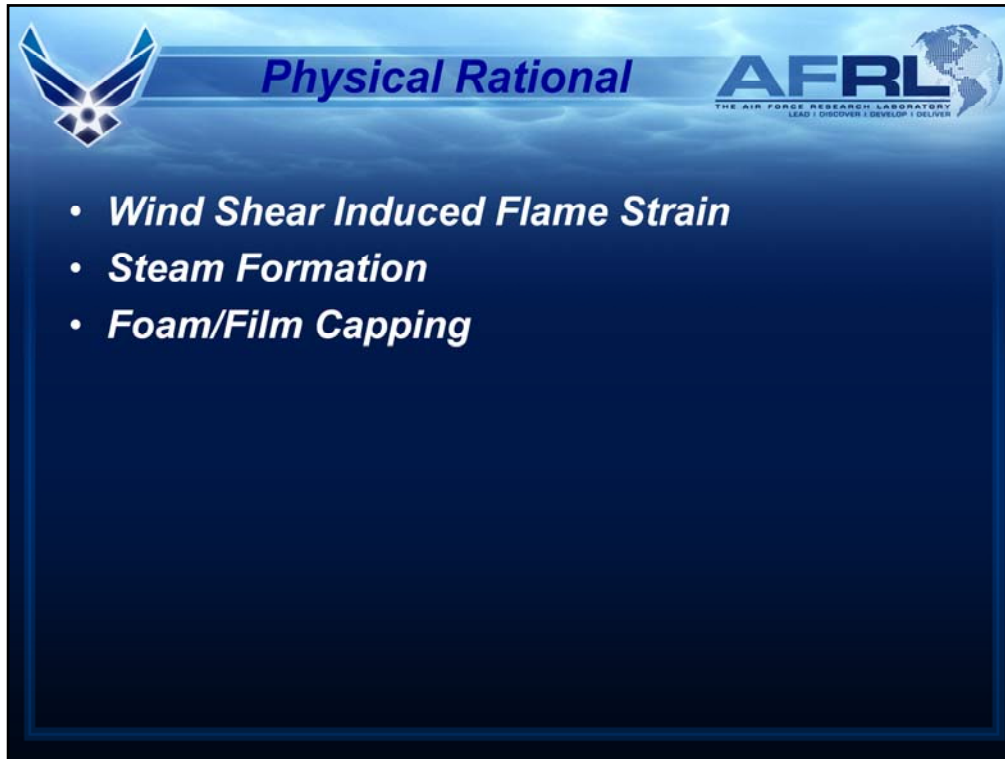 Physical Rational
AFRL
THE AIR FORCE RESEARCH LABORATORY
LEAD | DISCOVER | DEVELOP | DELIVER
• Wind Shear Induced Flame Strain
• Steam Formation
• Foam/Film Capping